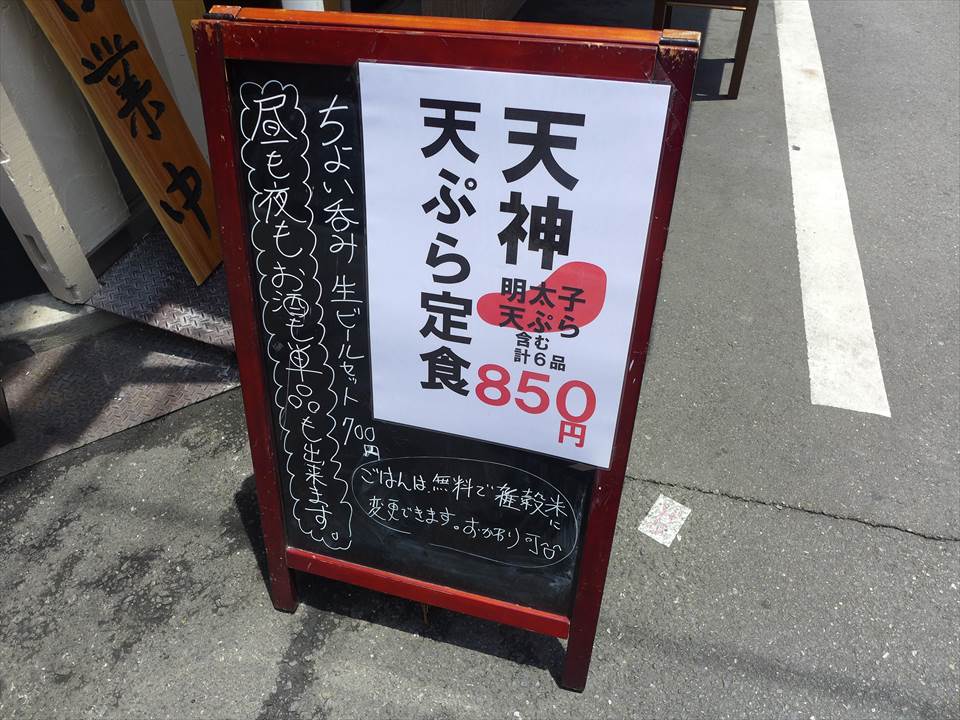 業中
天神
天ぷら定食
明太子
天ぷら
含む
計6品
850
円
ちょい呑み 生ビールセット 700円
昼も夜もお酒も単品も出来ます。
ごはんは、無料で雑穀米に
変更できます。おかわり可